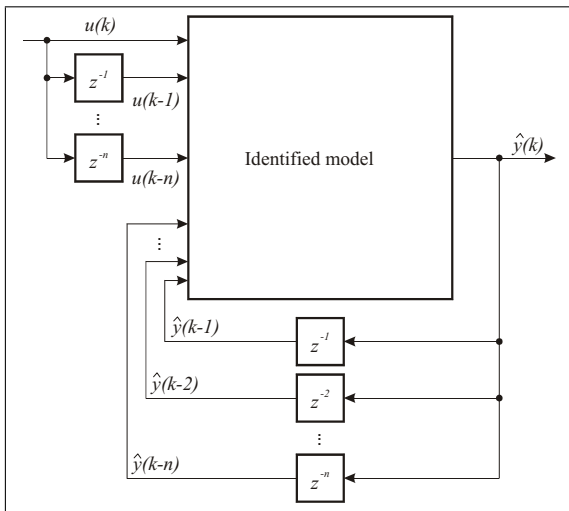 u(k)
z⁻¹
u(k-1)
⋮
z⁻ⁿ
u(k-n)
Identified model
ŷ(k)
⋮
ŷ(k-1)
z⁻¹
ŷ(k-2)
z⁻²
⋮
ŷ(k-n)
z⁻ⁿ